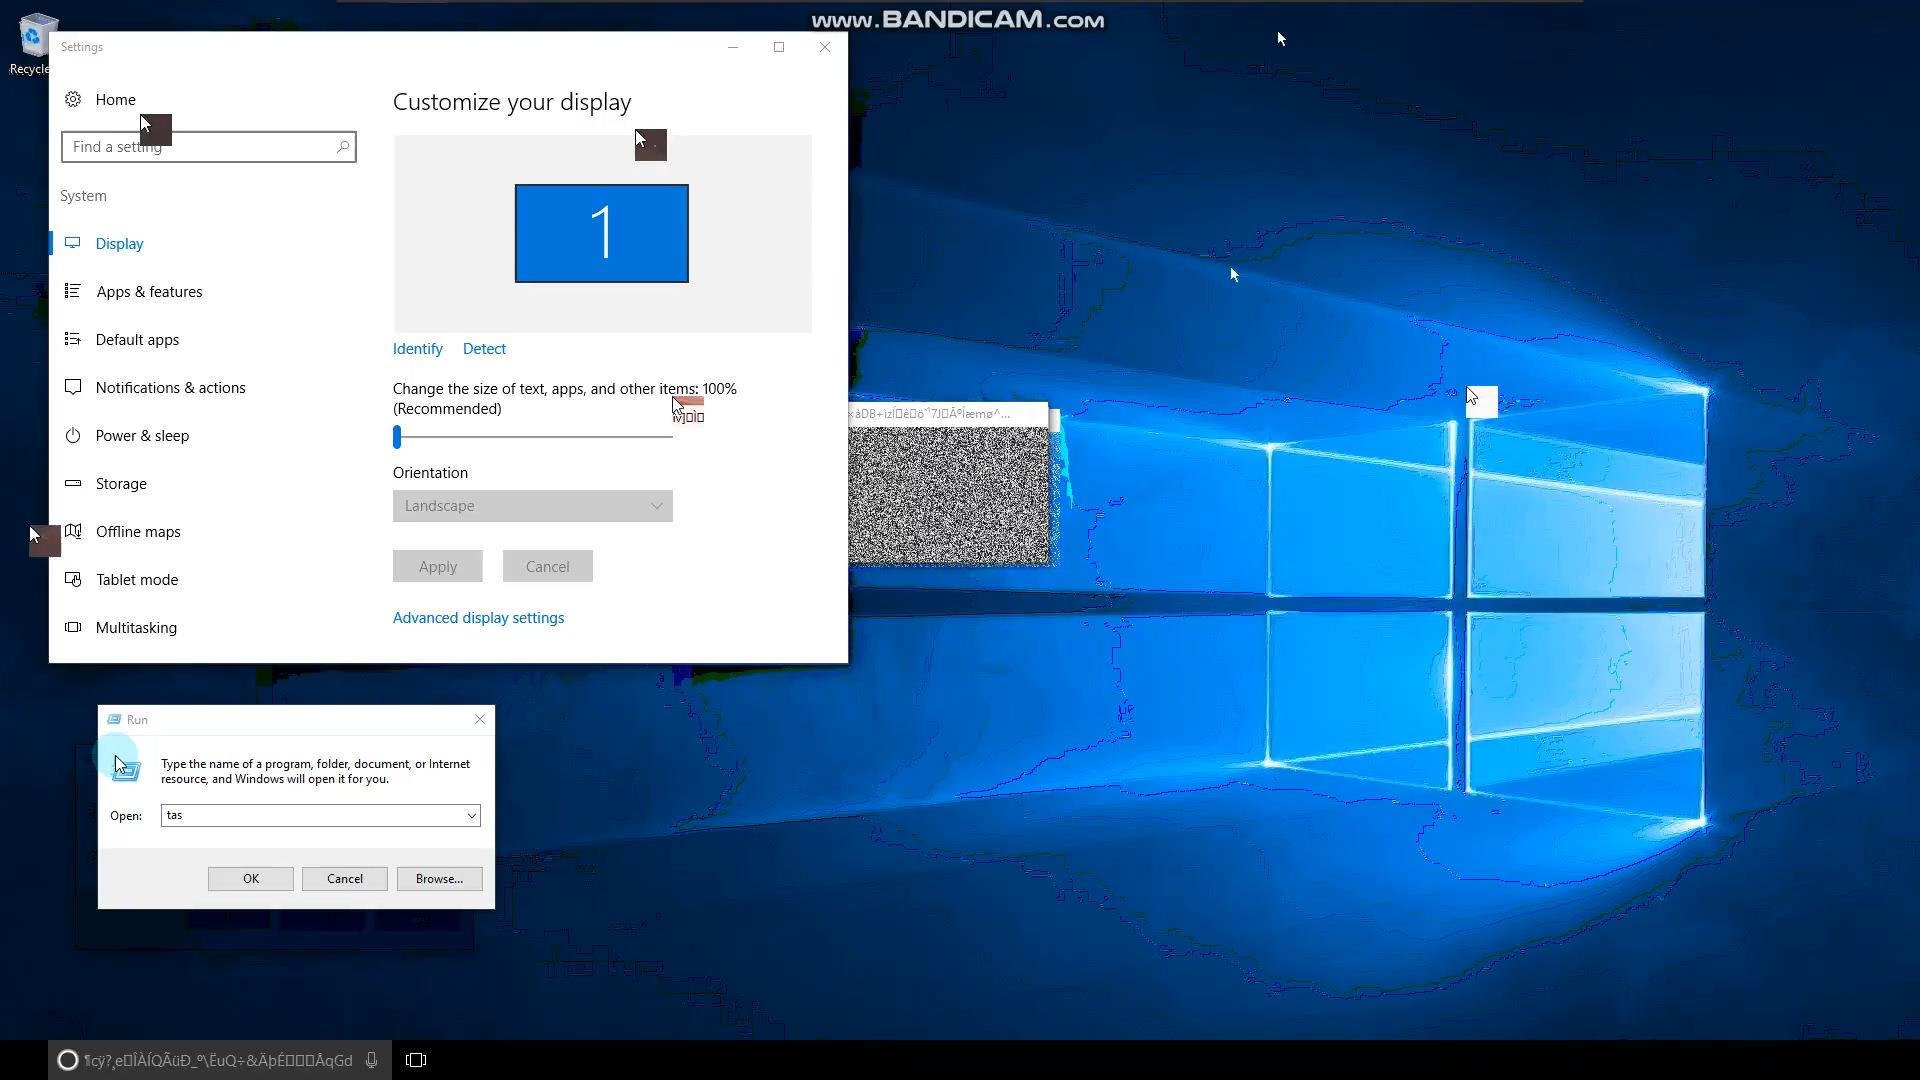 www.BANDICAM.com
Recycle
Settings
Home
Find a setting
System
Display
Apps & features
Default apps
Notifications & actions
Power & sleep
Storage
Offline maps
Tablet mode
Multitasking
Customize your display
1
Identify Detect
Change the size of text, apps, and other items: 100%
(Recommended)
Orientation
Landscape
Apply Cancel
Advanced display settings
Run
Type the name of a program, folder, document, or Internet
resource, and Windows will open it for you.
Open: tas
OK Cancel Browse...